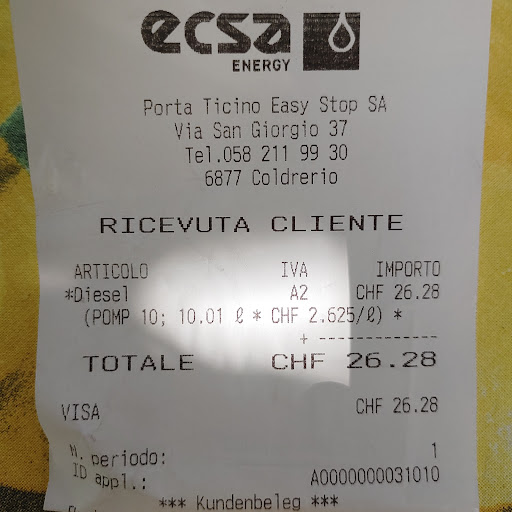 ecsa
ENERGY
Porta Ticino Easy Stop SA
Via San Giorgio 37
Tel.058 211 99 30
6877 Coldrerio
RICEVUTA CLIENTE
ARTICOLO IVA IMPORTO
*Diesel A2 CHF 26.28
(POMP 10; 10.01 ℓ * CHF 2.625/ℓ) *
+ -------------
TOTALE CHF 26.28
VISA CHF 26.28
N. periodo: 1
ID appl.: A0000000031010
*** Kundenbeleg ***